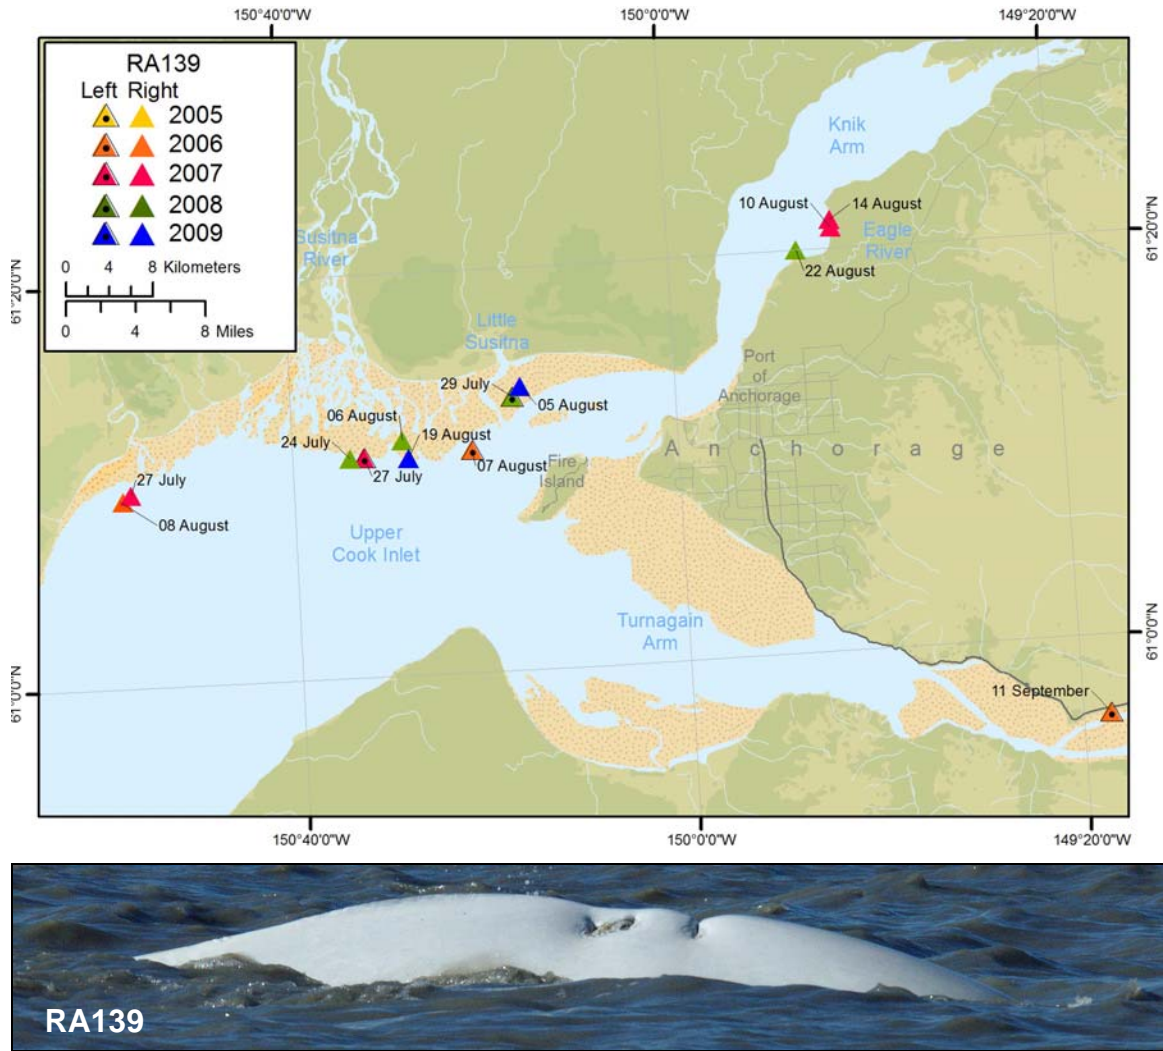 150°40'0"W 150°0'0"W 149°20'0"W
RA139
Left Right
2005
2006
2007
2008
2009
0 4 8 Kilometers
0 4 8 Miles
61°20'0"N
61°0'0"N
61°20'0"N
61°0'0"N
Knik
Arm
10 August
14 August
Eagle
River
22 August
Susitna
River
Little
Susitna
Port
of
Anchorage
29 July
05 August
06 August
24 July
19 August
27 July
07 August
Fire
Island
Anchorage
27 July
08 August
Upper
Cook Inlet
Turnagain
Arm
11 September
150°40'0"W 150°0'0"W 149°20'0"W
RA139